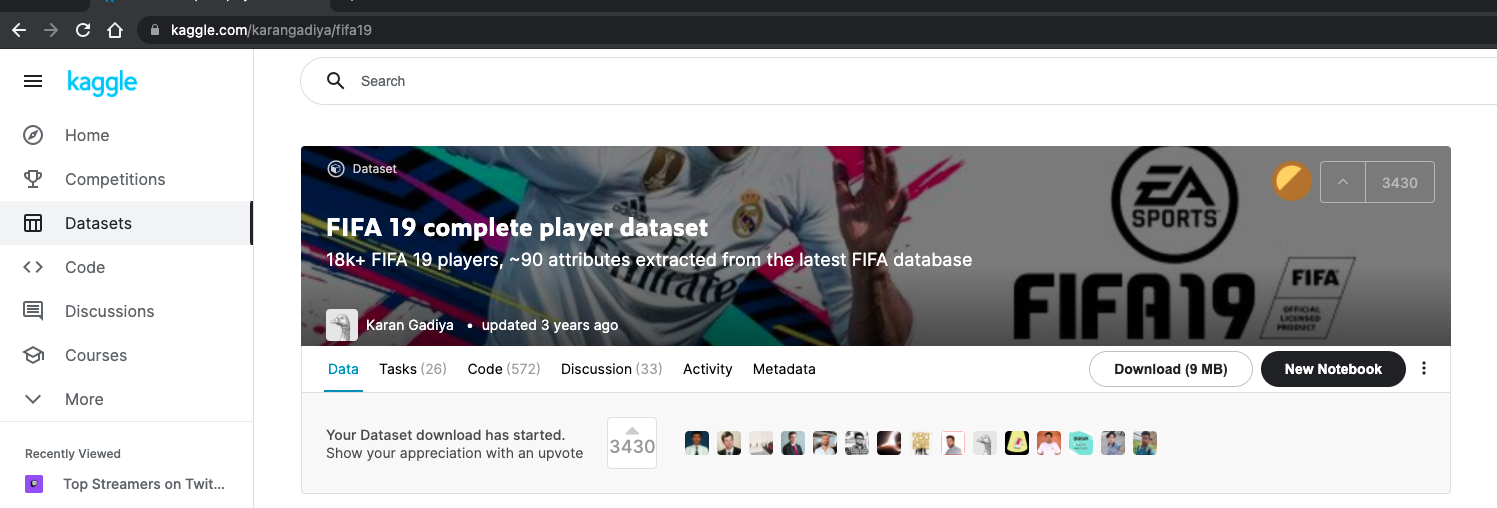 kaggle.com/karangadiya/fifa19
kaggle
Search
Home
Competitions
Datasets
Code
Discussions
Courses
More
Recently Viewed
Top Streamers on Twit...
Dataset
3430
FIFA 19 complete player dataset
18k+ FIFA 19 players, ~90 attributes extracted from the latest FIFA database
Karan Gadiya • updated 3 years ago
EA
SPORTS
FIFA 19
FIFA
OFFICIAL
LICENSED
PRODUCT
Fly
Emirates
Data Tasks (26) Code (572) Discussion (33) Activity Metadata
Download (9 MB) New Notebook
Your Dataset download has started.
Show your appreciation with an upvote
3430